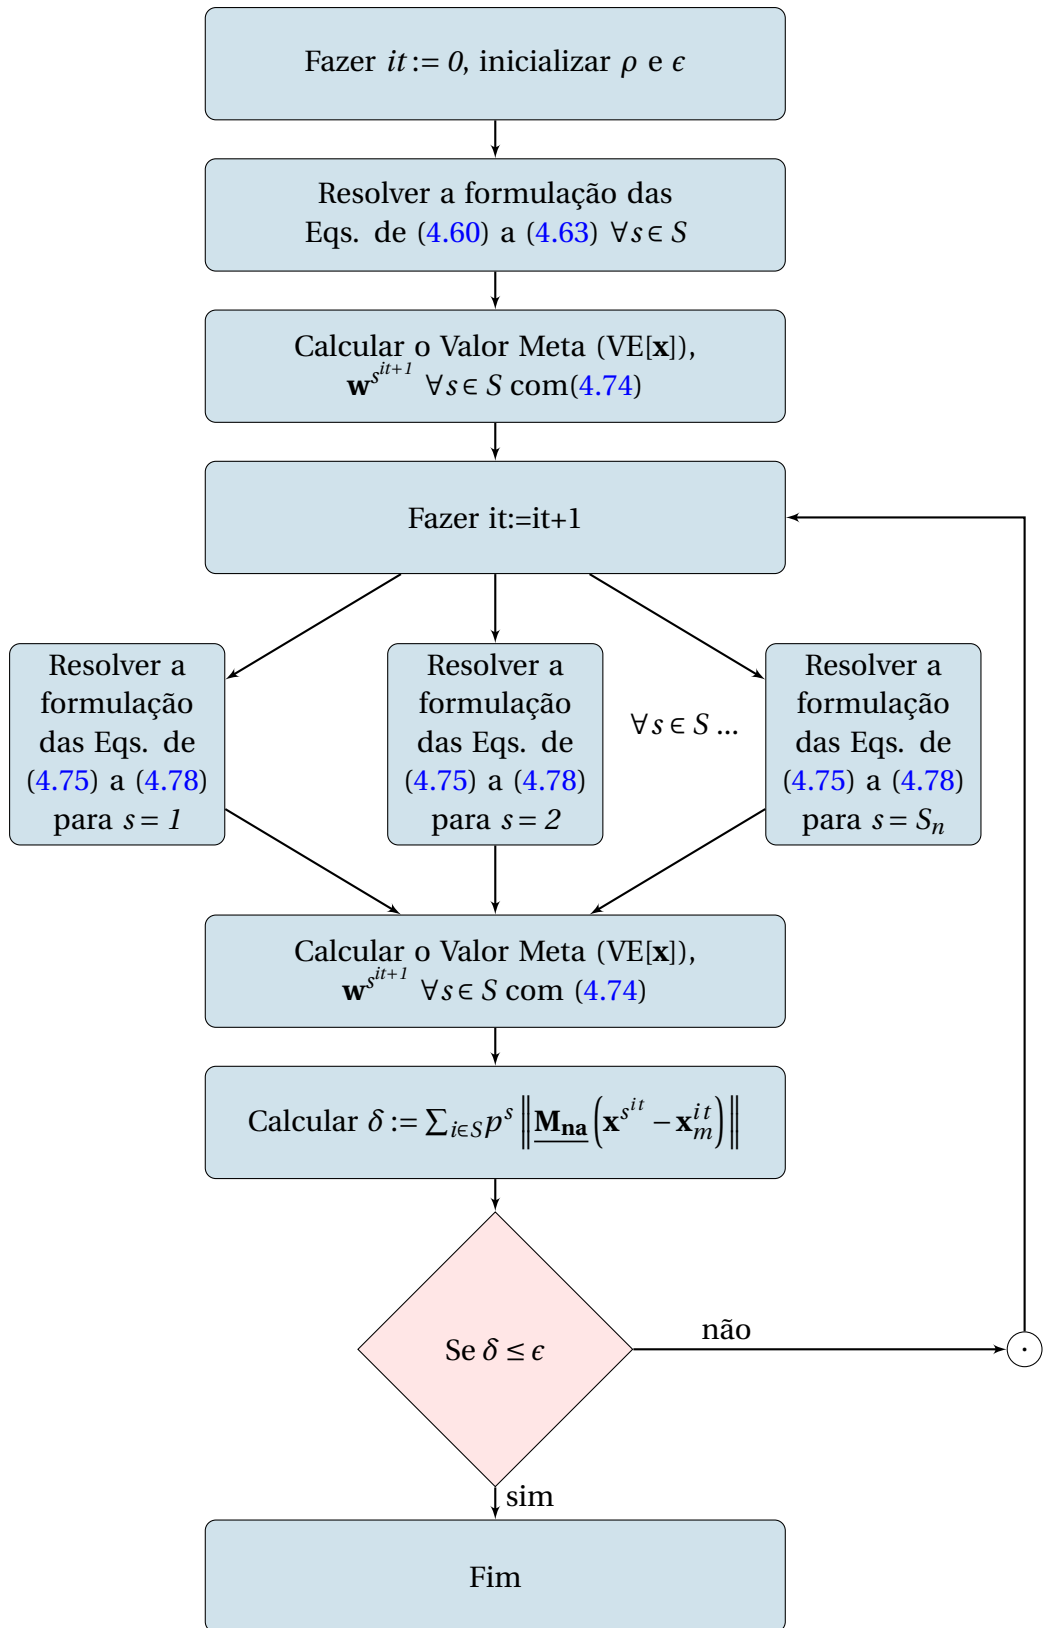 Fazer it := 0, inicializar ρ e ϵ
Resolver a formulação das
Eqs. de (4.60) a (4.63) ∀s ∈ S
Calcular o Valor Meta (VE[x]),
w^{s^{it+1}} ∀s ∈ S com(4.74)
Fazer it:=it+1
Resolver a
formulação
das Eqs. de
(4.75) a (4.78)
para s = 1
Resolver a
formulação
das Eqs. de
(4.75) a (4.78)
para s = 2
∀s ∈ S ...
Resolver a
formulação
das Eqs. de
(4.75) a (4.78)
para s = S_n
Calcular o Valor Meta (VE[x]),
w^{s^{it+1}} ∀s ∈ S com (4.74)
Calcular δ := ∑_{i∈S} p^s ‖M_na (x^{s^{it}} − x_m^{it})‖
Se δ ≤ ϵ
não
sim
Fim